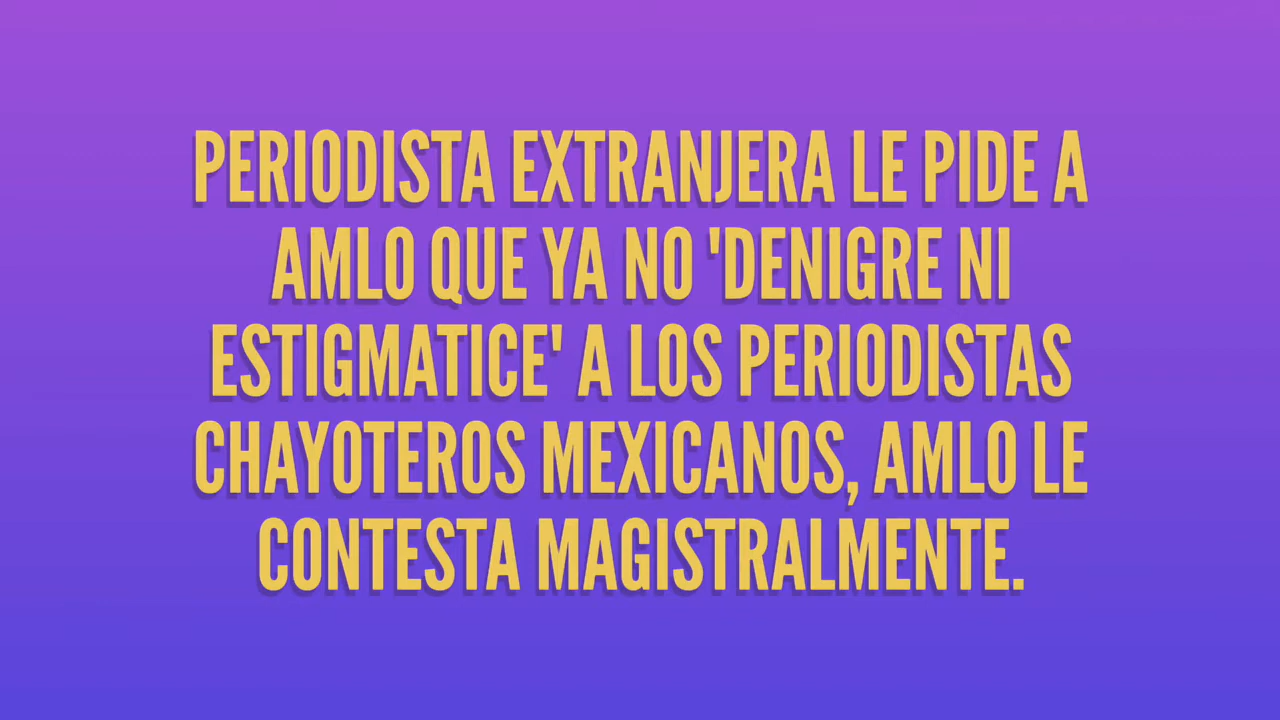 PERIODISTA EXTRANJERA LE PIDE A
AMLO QUE YA NO 'DENIGRE NI
ESTIGMATICE' A LOS PERIODISTAS
CHAYOTEROS MEXICANOS, AMLO LE
CONTESTA MAGISTRALMENTE.